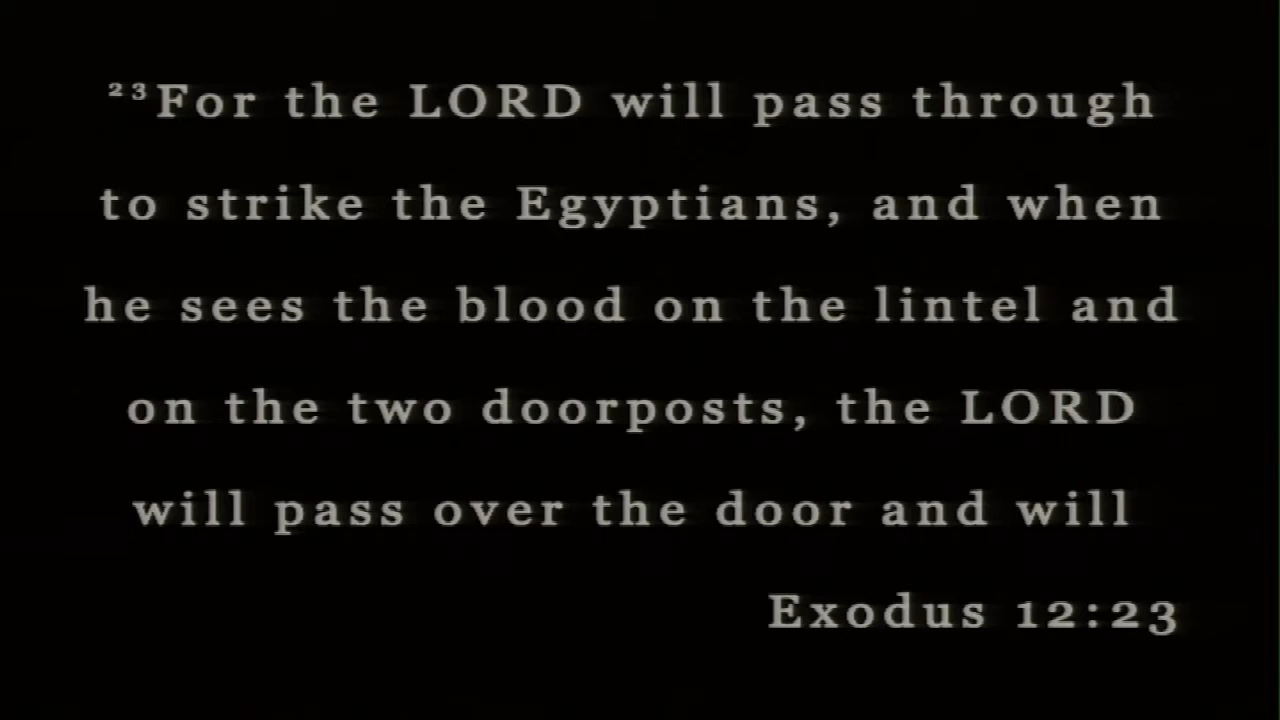 ²³For the LORD will pass through
to strike the Egyptians, and when
he sees the blood on the lintel and
on the two doorposts, the LORD
will pass over the door and will
Exodus 12:23